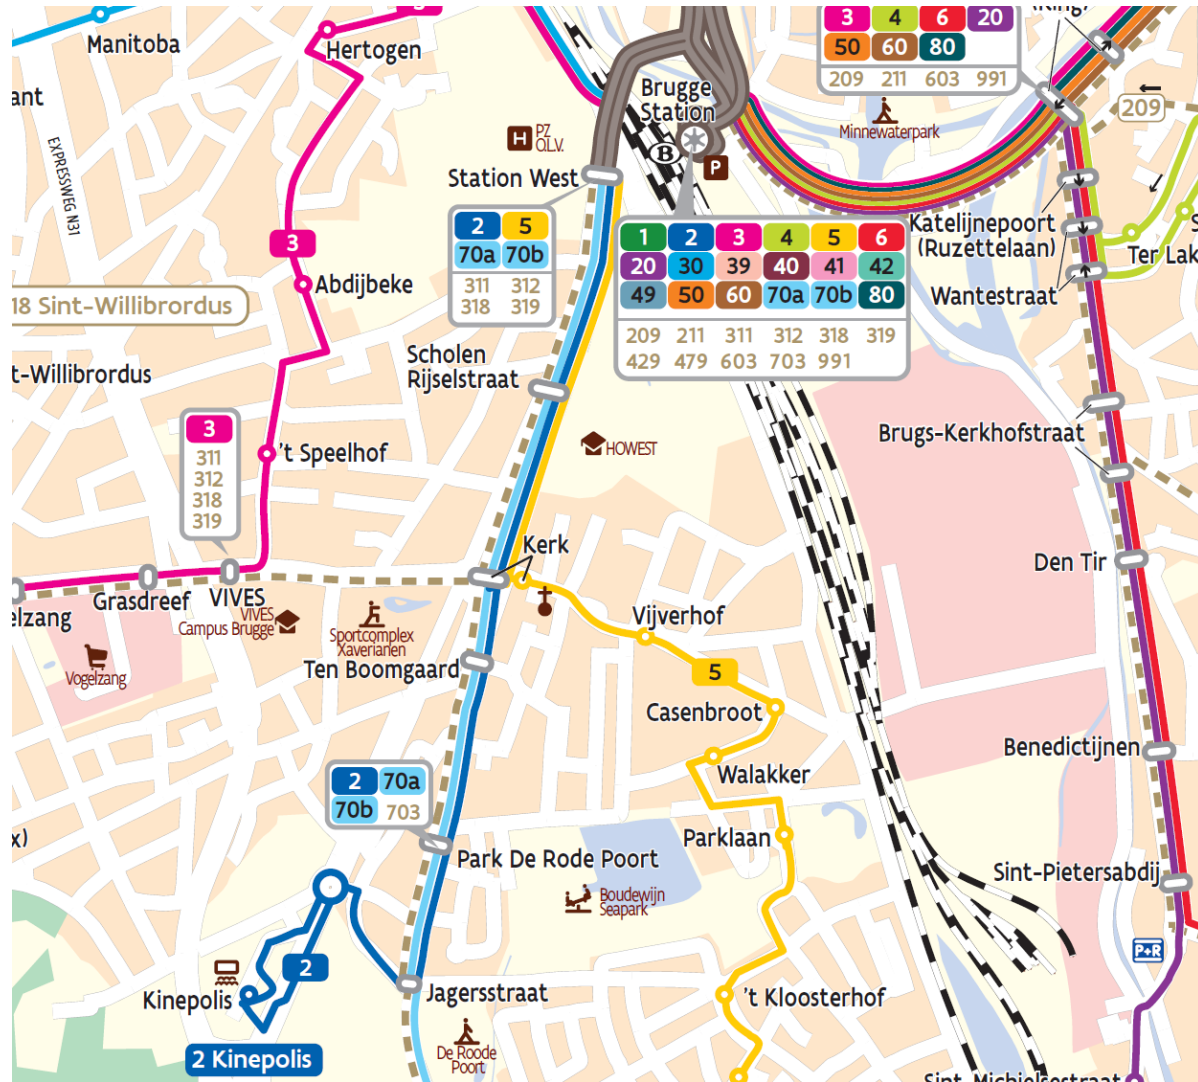 3
(Ring)
Manitoba
Hertogen
3 4 6 20
50 60 80
209 211 603 991
Brugge
Station
209
Minnewaterpark
EXPRESSWEG N31
H PZ
O.L.V.
B
P
Station West
2 5
70a 70b
311 312
318 319
1 2 3 4 5 6
20 30 39 40 41 42
49 50 60 70a 70b 80
209 211 311 312 318 319
429 479 603 703 991
Katelijnepoort
(Ruzettelaan)
Ter Lak
Wantestraat
3
Abdijbeke
18 Sint-Willibrordus
t-Willibrordus
Scholen
Rijselstraat
3
311
312
318
319
't Speelhof
HOWEST
Brugs-Kerkhofstraat
Kerk
Den Tir
elzang
Grasdreef
VIVES
VIVES
Campus Brugge
Sportcomplex
Xaverianen
Vijverhof
Vogelzang
Ten Boomgaard
5
Casenbroot
Benedictijnen
Walakker
2 70a
70b 703
x)
Parklaan
Park De Rode Poort
Sint-Pietersabdij
Boudewijn
Seapark
P+R
2
Kinepolis
Jagersstraat
't Kloosterhof
De Roode
Poort
2 Kinepolis
Sint-Michielsestraat